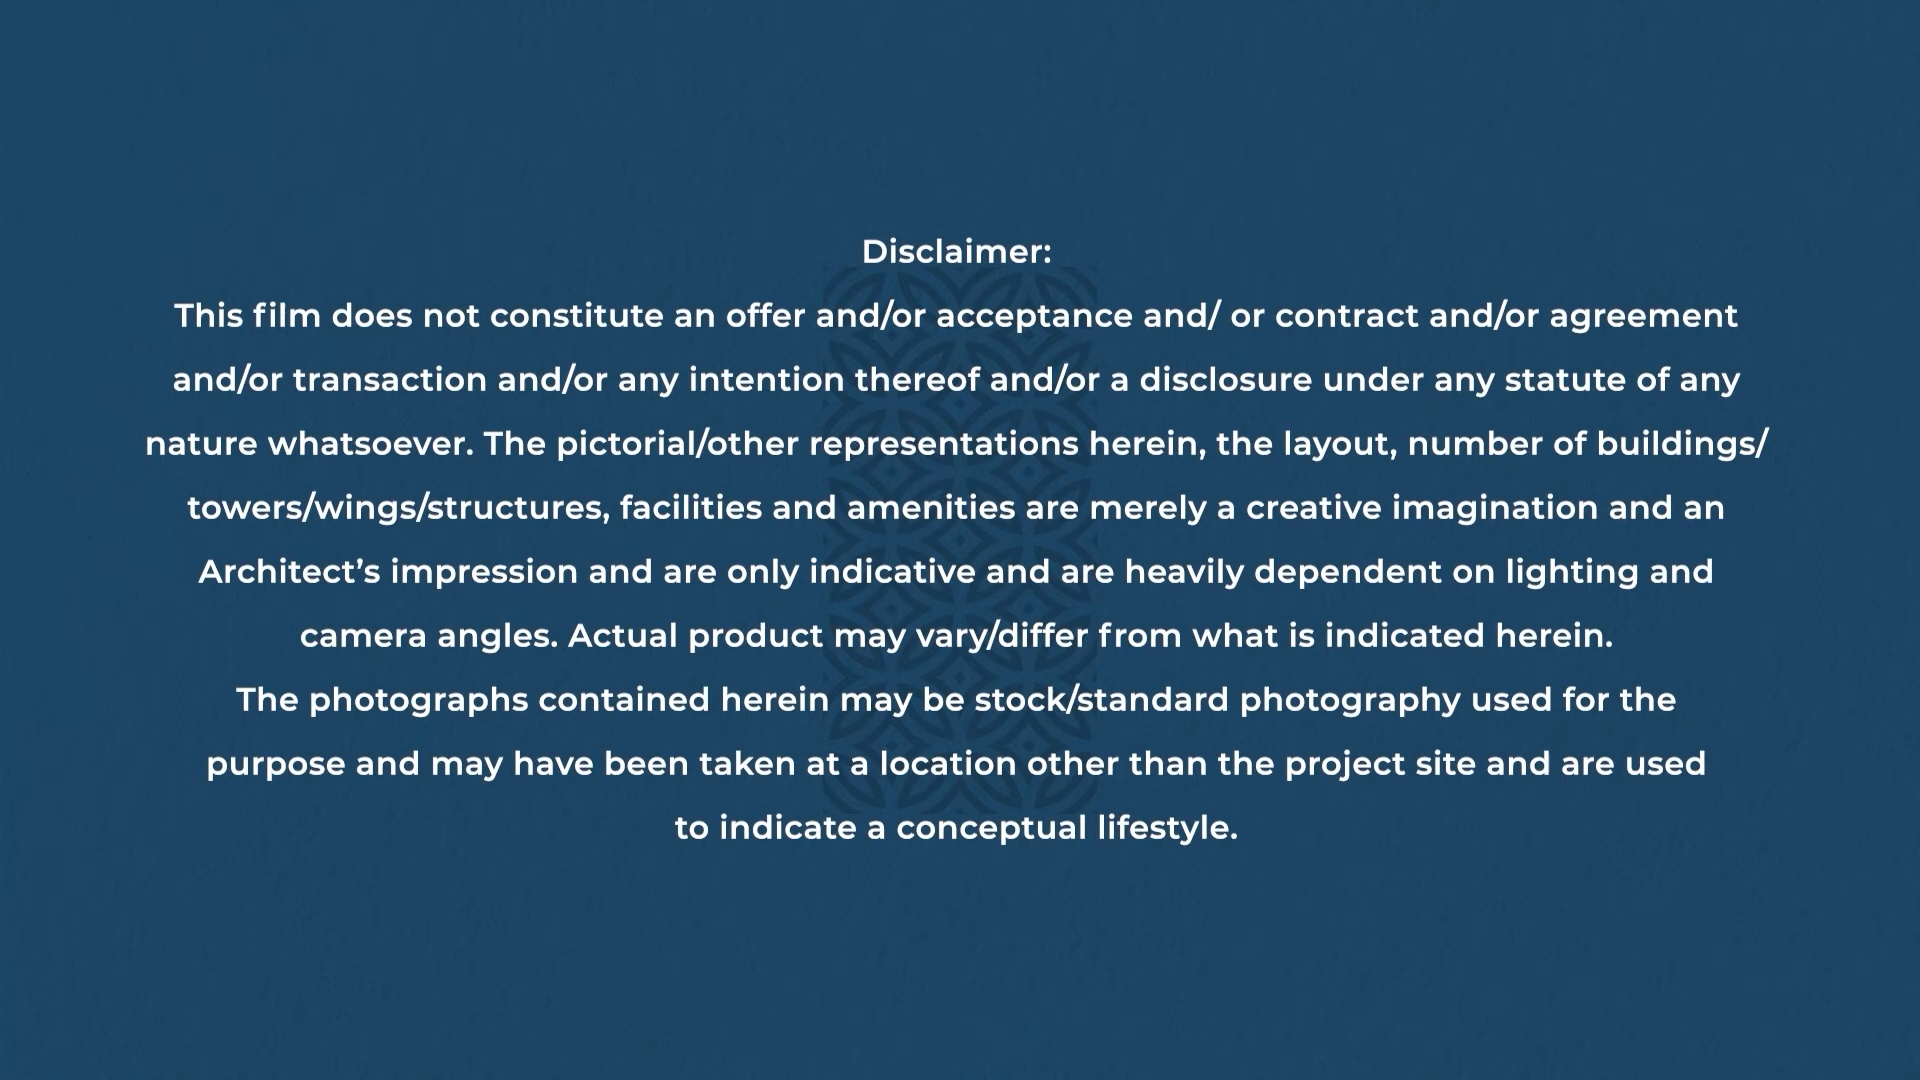 Disclaimer:
This film does not constitute an offer and/or acceptance and/ or contract and/or agreement
and/or transaction and/or any intention thereof and/or a disclosure under any statute of any
nature whatsoever. The pictorial/other representations herein, the layout, number of buildings/
towers/wings/structures, facilities and amenities are merely a creative imagination and an
Architect’s impression and are only indicative and are heavily dependent on lighting and
camera angles. Actual product may vary/differ from what is indicated herein.
The photographs contained herein may be stock/standard photography used for the
purpose and may have been taken at a location other than the project site and are used
to indicate a conceptual lifestyle.